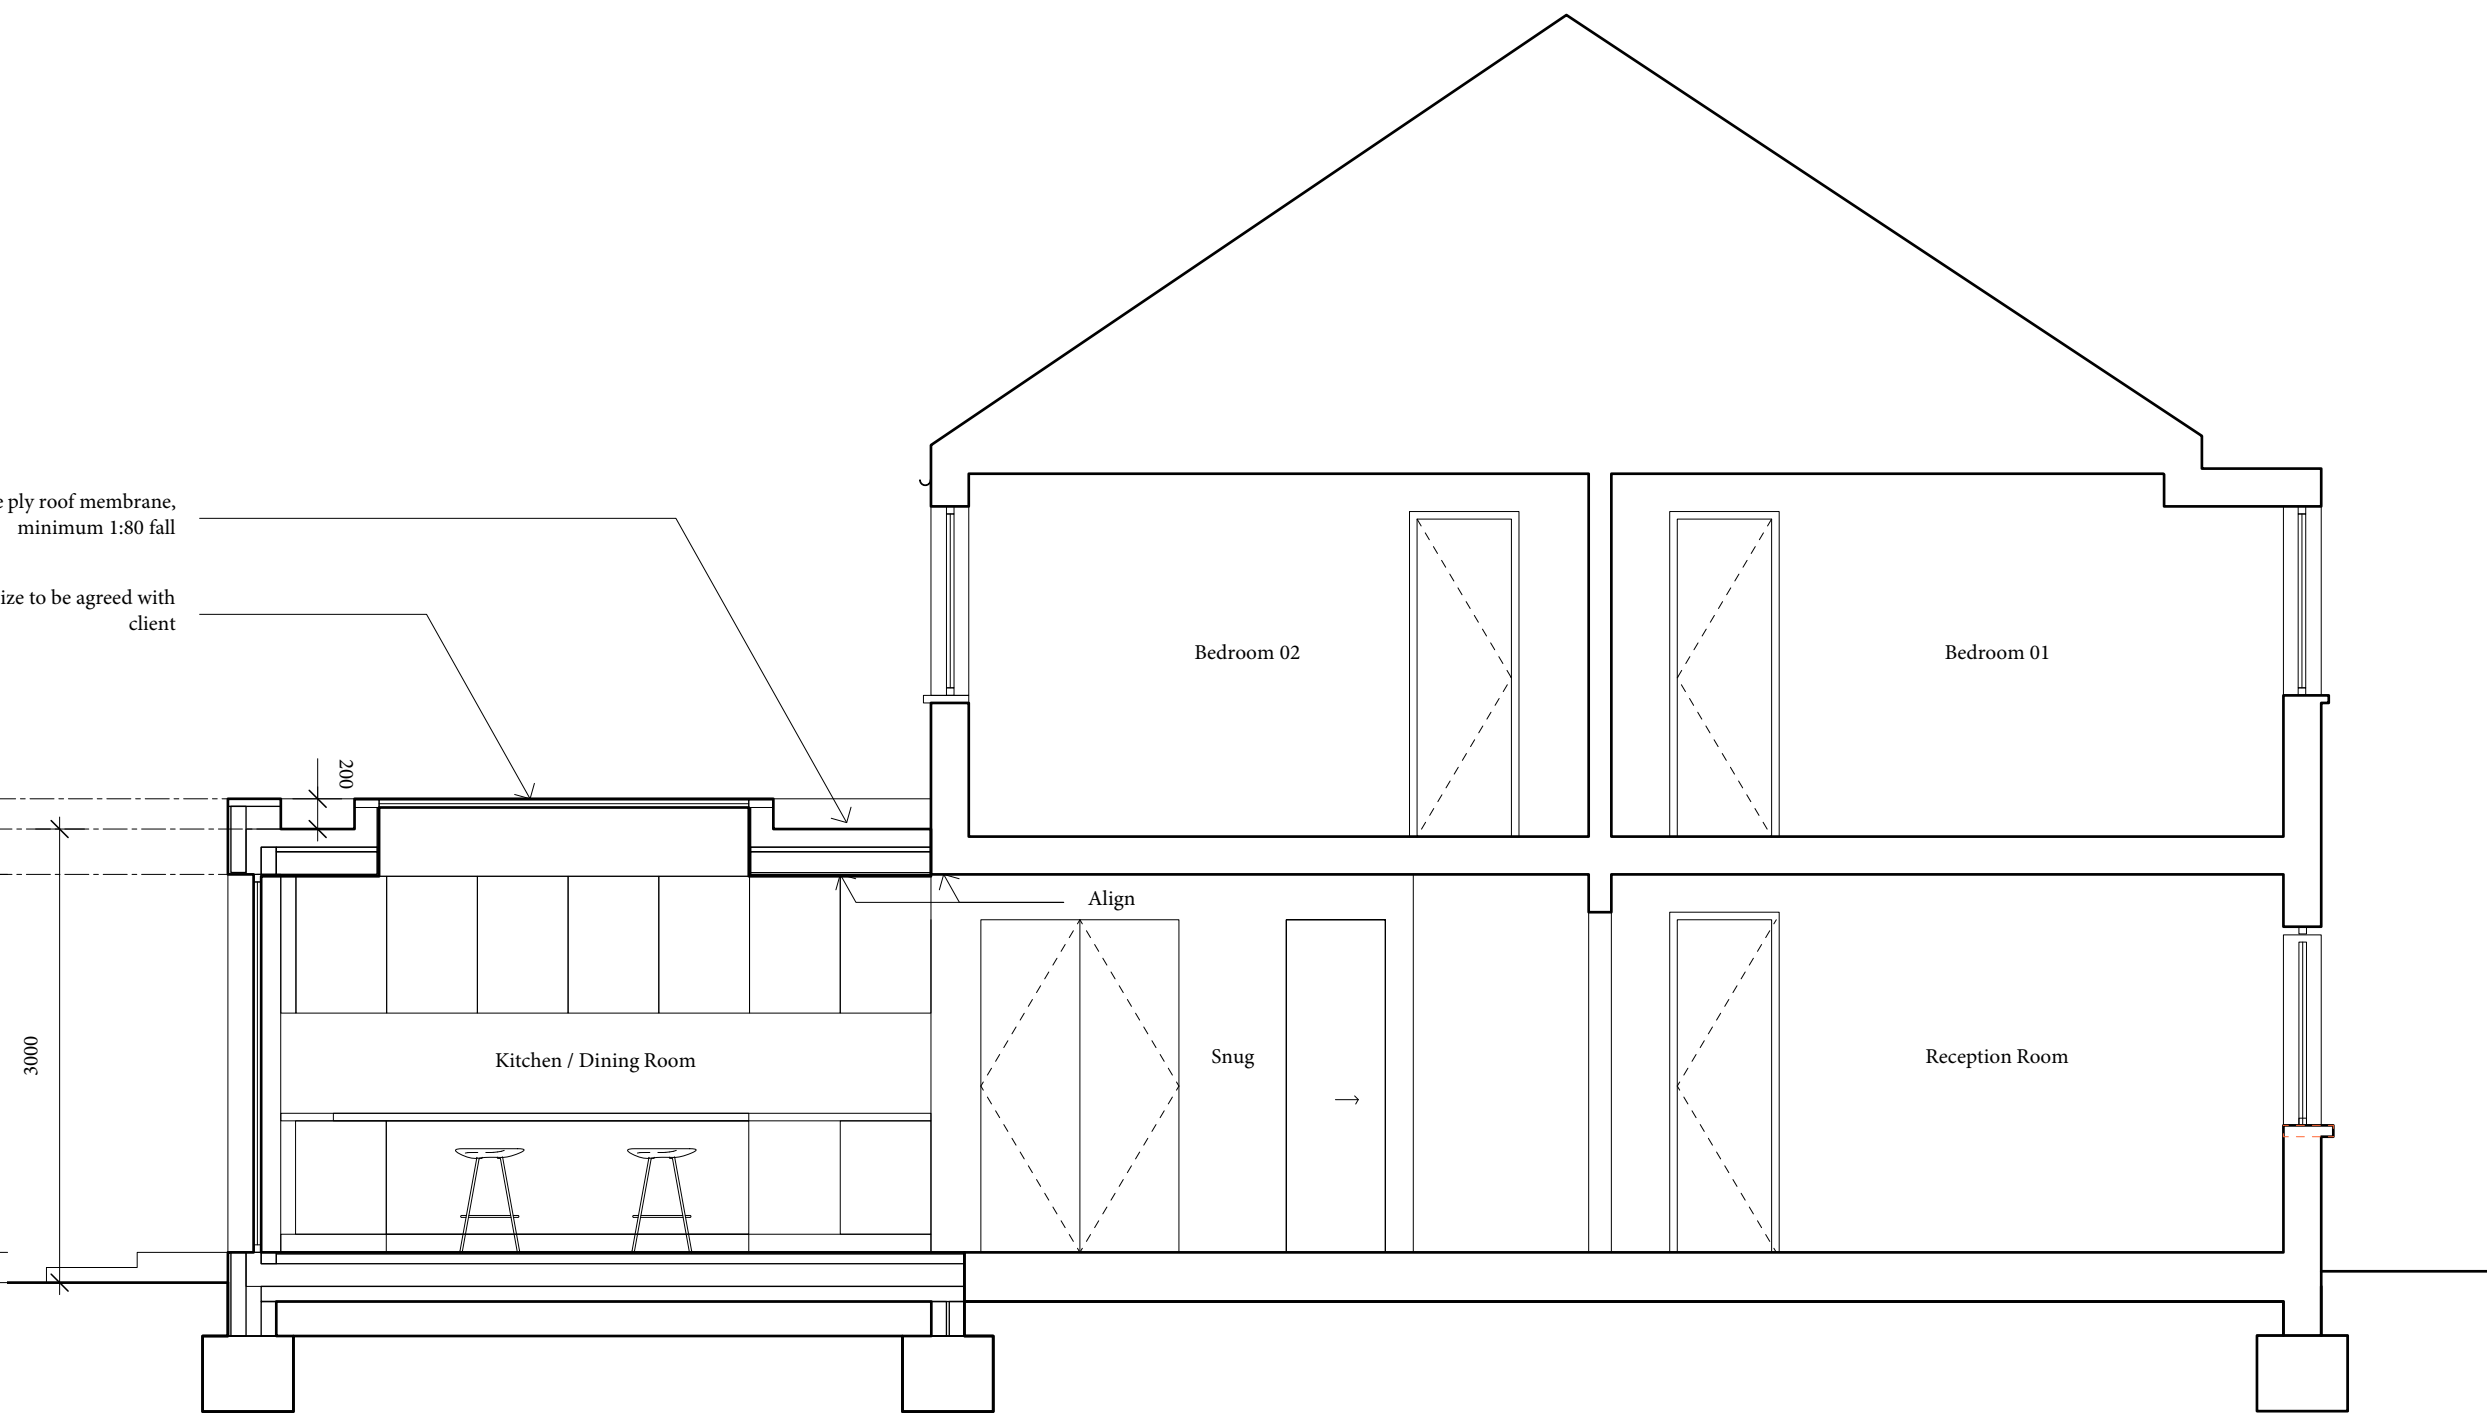 ply roof membrane,
minimum 1:80 fall
to be agreed with
client
Bedroom 02
Bedroom 01
200
Align
3000
Kitchen / Dining Room
Snug
Reception Room